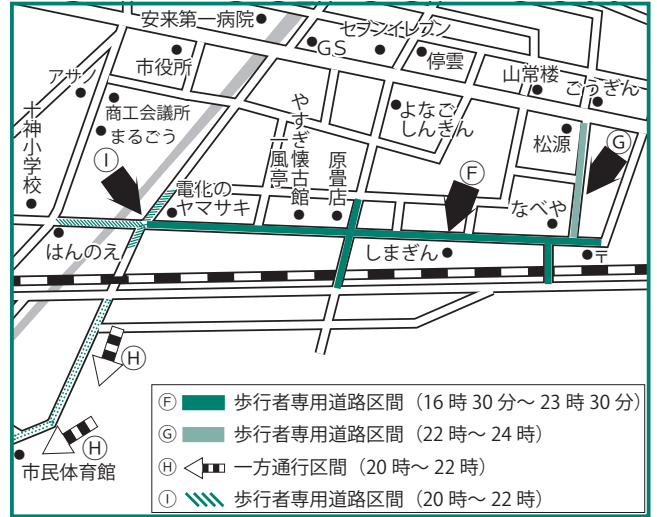 安来第一病院
セブンイレブン
G.S
市役所
停雲
アサノ
山常楼
ごうぎん
商工会議所
まるごう
やすぎ懐古館
一風亭
原畳店
よなご
しんぎん
松源
十神小学校
Ⓘ
Ⓕ
Ⓖ
電化の
ヤマサキ
なべや
はんのえ
しまぎん
〒
Ⓗ
Ⓗ
市民体育館
Ⓕ 歩行者専用道路区間（16 時 30 分～ 23 時 30 分）
Ⓖ 歩行者専用道路区間（22 時～ 24 時）
Ⓗ 一方通行区間（20 時～ 22 時）
Ⓘ 歩行者専用道路区間（20 時～ 22 時）